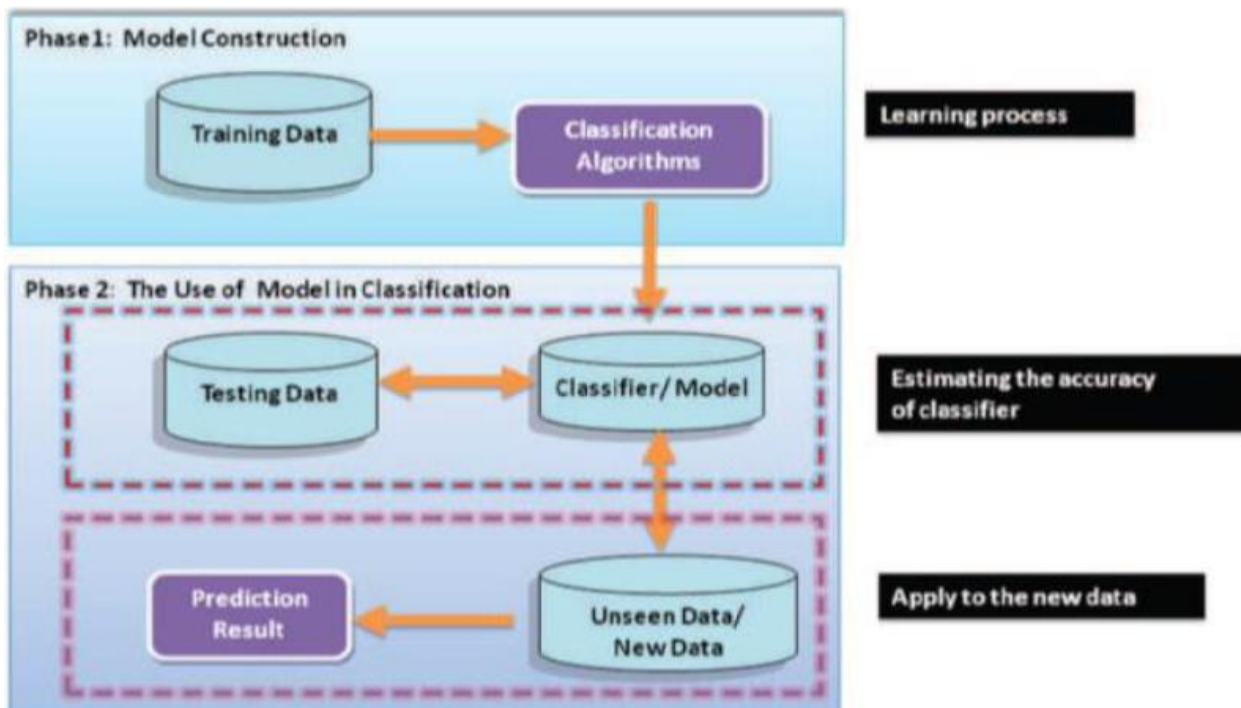 Phase1: Model Construction
Training Data
Classification
Algorithms
Learning process
Phase 2: The Use of Model in Classification
Testing Data
Classifier/ Model
Estimating the accuracy
of classifier
Prediction
Result
Unseen Data/
New Data
Apply to the new data